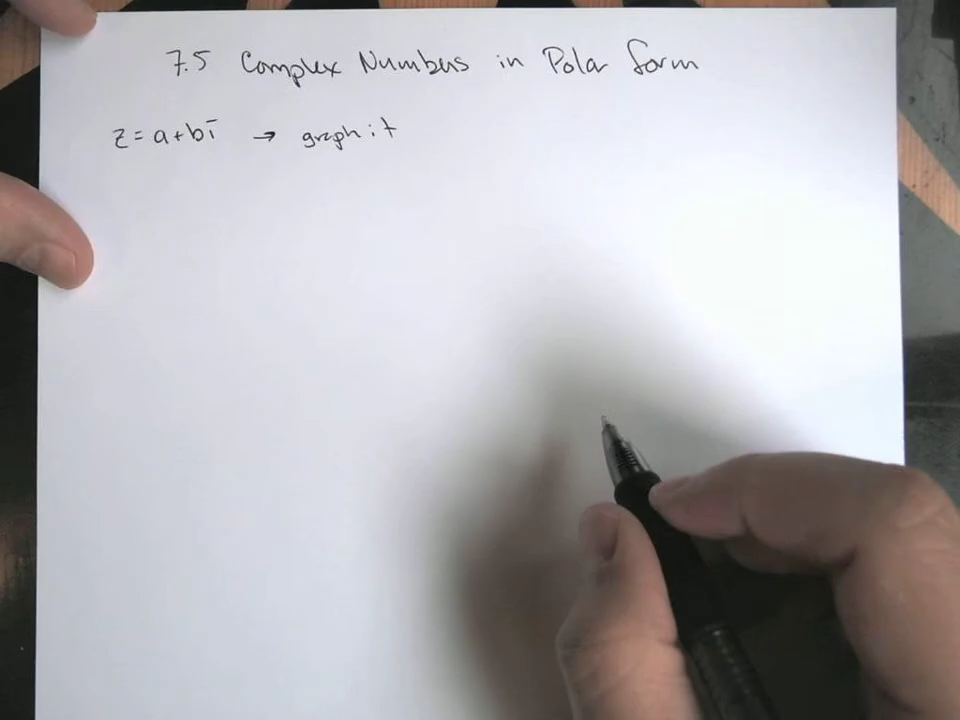 7.5 Complex Numbers in Polar Form
z = a+bi → graph it